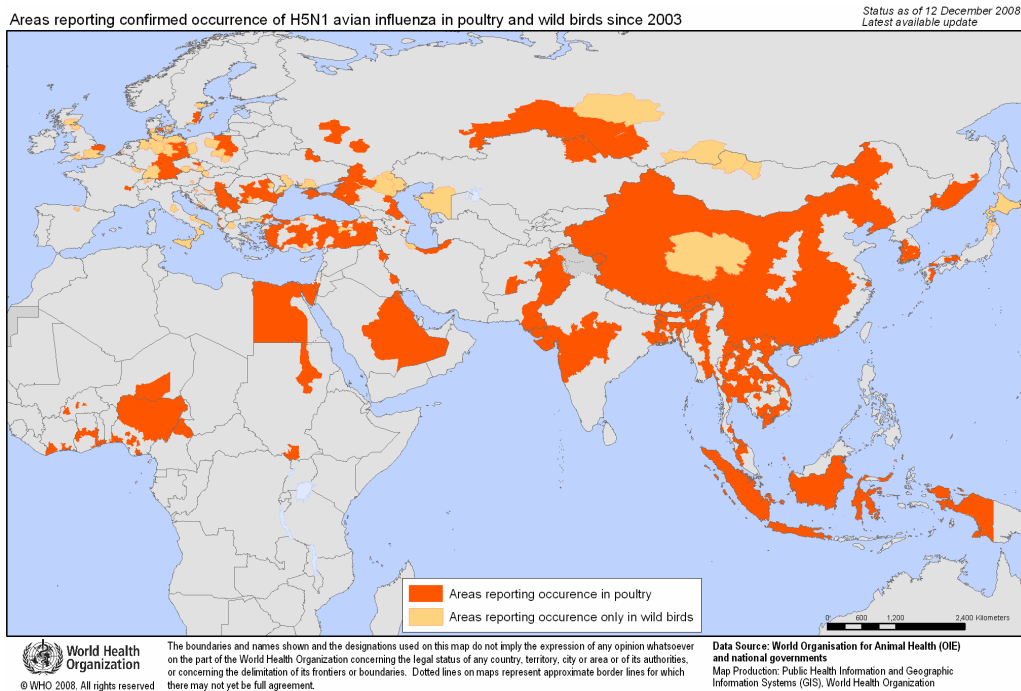 Areas reporting confirmed occurrence of H5N1 avian influenza in poultry and wild birds since 2003
Status as of 12 December 2008
Latest available update
Areas reporting occurence in poultry
Areas reporting occurence only in wild birds
0 600 1,200 2,400 Kilometers
World Health
Organization
© WHO 2008. All rights reserved
The boundaries and names shown and the designations used on this map do not imply the expression of any opinion whatsoever
on the part of the World Health Organization concerning the legal status of any country, territory, city or area or of its authorities,
or concerning the delimitation of its frontiers or boundaries. Dotted lines on maps represent approximate border lines for which
there may not yet be full agreement.
Data Source: World Organisation for Animal Health (OIE)
and national governments
Map Production: Public Health Information and Geographic
Information Systems (GIS), World Health Organization